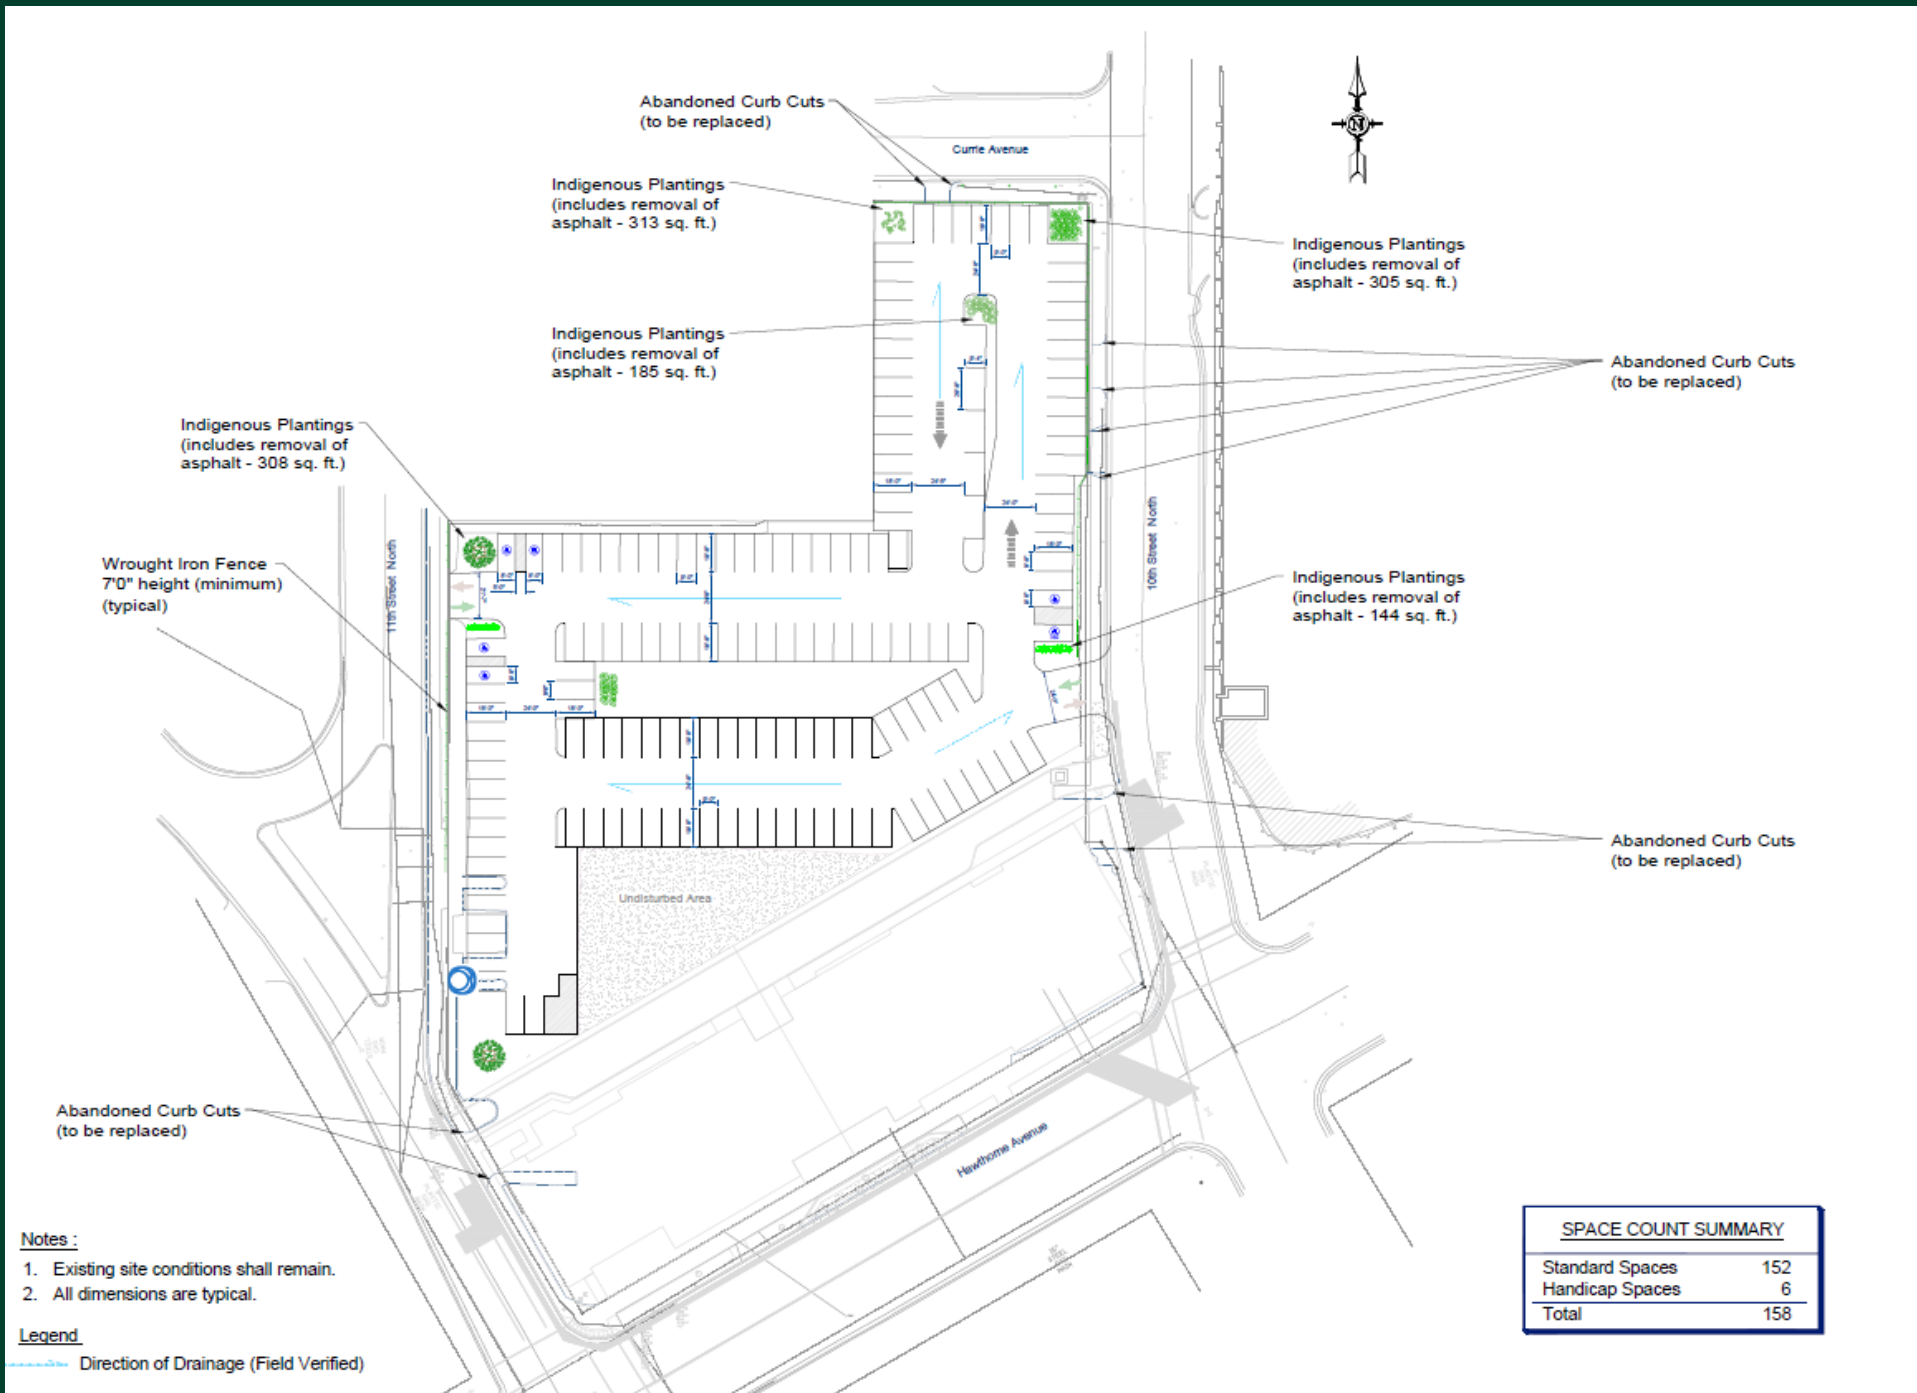 Abandoned Curb Cuts
(to be replaced)
Currie Avenue
N
Indigenous Plantings
(includes removal of
asphalt - 313 sq. ft.)
Indigenous Plantings
(includes removal of
asphalt - 305 sq. ft.)
Indigenous Plantings
(includes removal of
asphalt - 185 sq. ft.)
Abandoned Curb Cuts
(to be replaced)
Indigenous Plantings
(includes removal of
asphalt - 308 sq. ft.)
10th Street North
11th Street North
Wrought Iron Fence
7'0" height (minimum)
(typical)
Indigenous Plantings
(includes removal of
asphalt - 144 sq. ft.)
Abandoned Curb Cuts
(to be replaced)
Undisturbed Area
Abandoned Curb Cuts
(to be replaced)
Hawthorne Avenue
Notes :
1. Existing site conditions shall remain.
2. All dimensions are typical.
Legend
Direction of Drainage (Field Verified)
SPACE COUNT SUMMARY
Standard Spaces 152
Handicap Spaces 6
Total 158